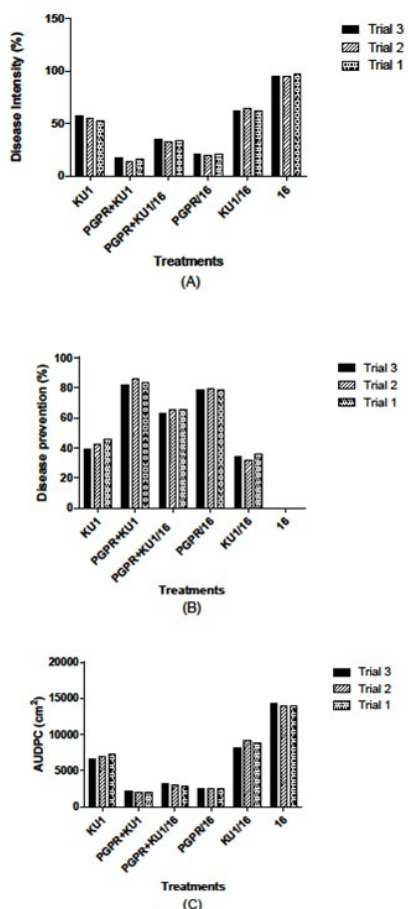 150
100
50
0
Disease Intensity (%)
Trial 3
Trial 2
Trial 1
KU1
PGPR+KU1
PGPR+KU1/16
PGPR/16
KU1/16
16
Treatments
(A)
100
80
60
40
20
0
Disease prevention (%)
Trial 3
Trial 2
Trial 1
KU1
PGPR+KU1
PGPR+KU1/16
PGPR/16
KU1/16
16
Treatments
(B)
20000
15000
10000
5000
0
AUDPC (cm²)
Trial 3
Trial 2
Trial 1
KU1
PGPR+KU1
PGPR+KU1/16
PGPR/16
KU1/16
16
Treatments
(C)